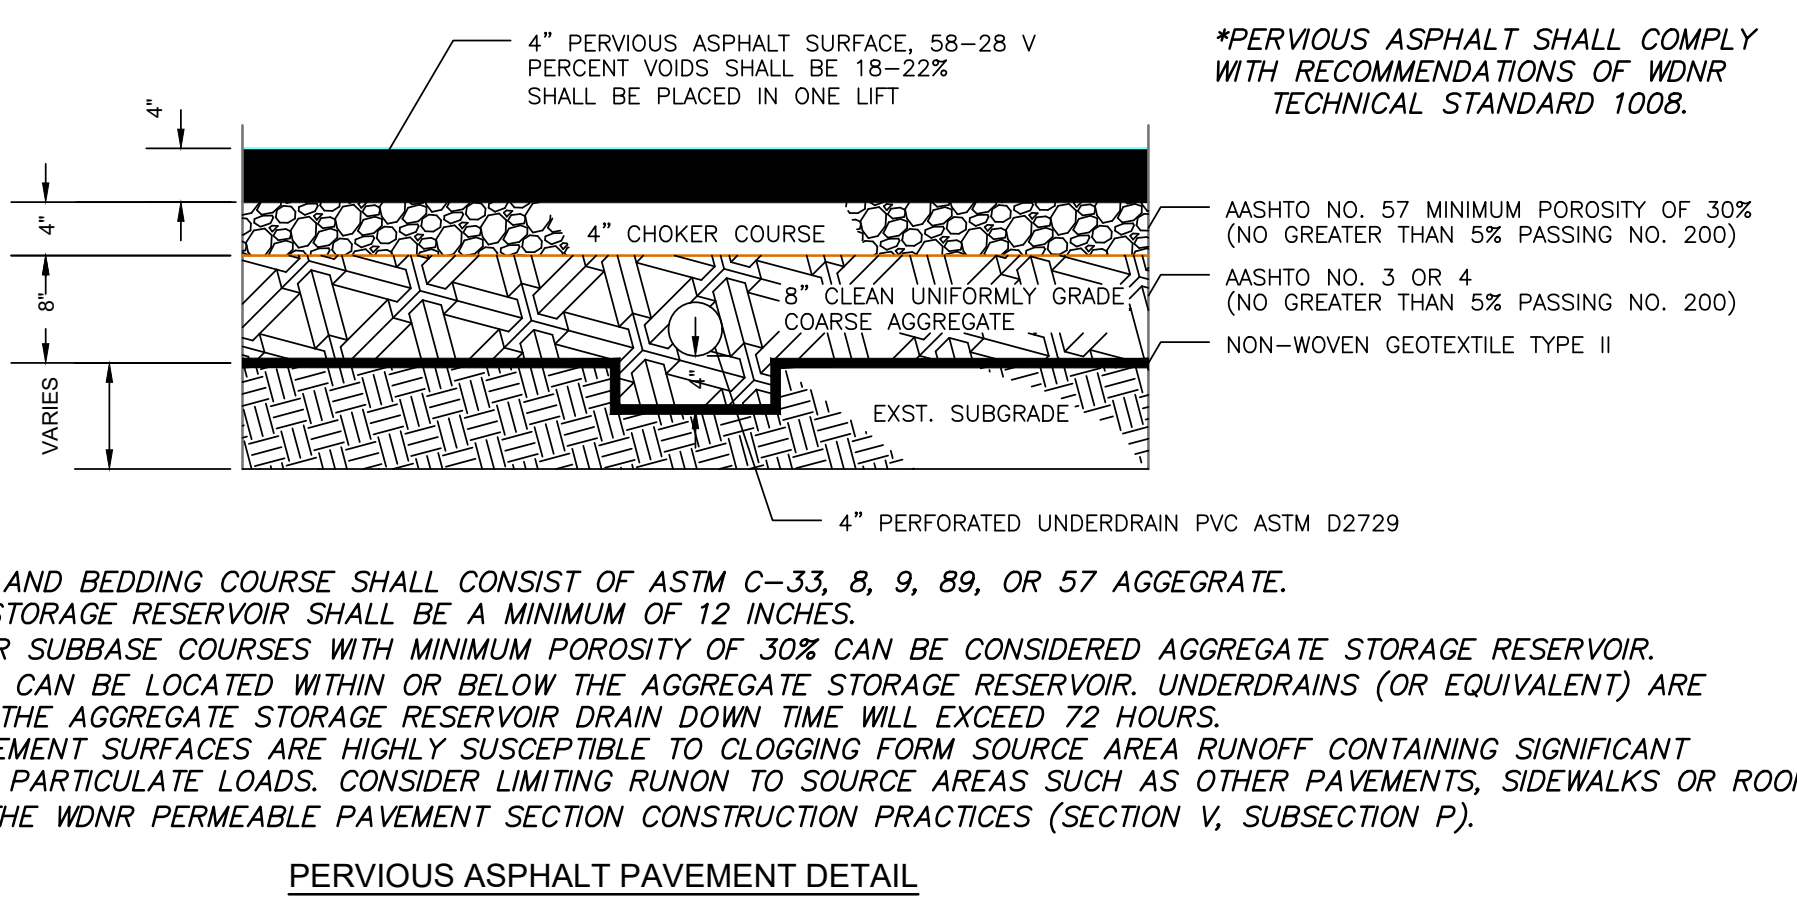 4” PERVIOUS ASPHALT SURFACE, 58-28 V
PERCENT VOIDS SHALL BE 18-22%
SHALL BE PLACED IN ONE LIFT
*PERVIOUS ASPHALT SHALL COMPLY
WITH RECOMMENDATIONS OF WDNR
TECHNICAL STANDARD 1008.
4"
4"
8"
VARIES
4” CHOKER COURSE
AASHTO NO. 57 MINIMUM POROSITY OF 30%
(NO GREATER THAN 5% PASSING NO. 200)
8” CLEAN UNIFORMLY GRADE
COARSE AGGREGATE
AASHTO NO. 3 OR 4
(NO GREATER THAN 5% PASSING NO. 200)
NON-WOVEN GEOTEXTILE TYPE II
4"
EXST. SUBGRADE
4” PERFORATED UNDERDRAIN PVC ASTM D2729
AND BEDDING COURSE SHALL CONSIST OF ASTM C-33, 8, 9, 89, OR 57 AGGEGRATE.
STORAGE RESERVOIR SHALL BE A MINIMUM OF 12 INCHES.
R SUBBASE COURSES WITH MINIMUM POROSITY OF 30% CAN BE CONSIDERED AGGREGATE STORAGE RESERVOIR.
CAN BE LOCATED WITHIN OR BELOW THE AGGREGATE STORAGE RESERVOIR. UNDERDRAINS (OR EQUIVALENT) ARE
THE AGGREGATE STORAGE RESERVOIR DRAIN DOWN TIME WILL EXCEED 72 HOURS.
EMENT SURFACES ARE HIGHLY SUSCEPTIBLE TO CLOGGING FORM SOURCE AREA RUNOFF CONTAINING SIGNIFICANT
PARTICULATE LOADS. CONSIDER LIMITING RUNON TO SOURCE AREAS SUCH AS OTHER PAVEMENTS, SIDEWALKS OR ROO
THE WDNR PERMEABLE PAVEMENT SECTION CONSTRUCTION PRACTICES (SECTION V, SUBSECTION P).
PERVIOUS ASPHALT PAVEMENT DETAIL